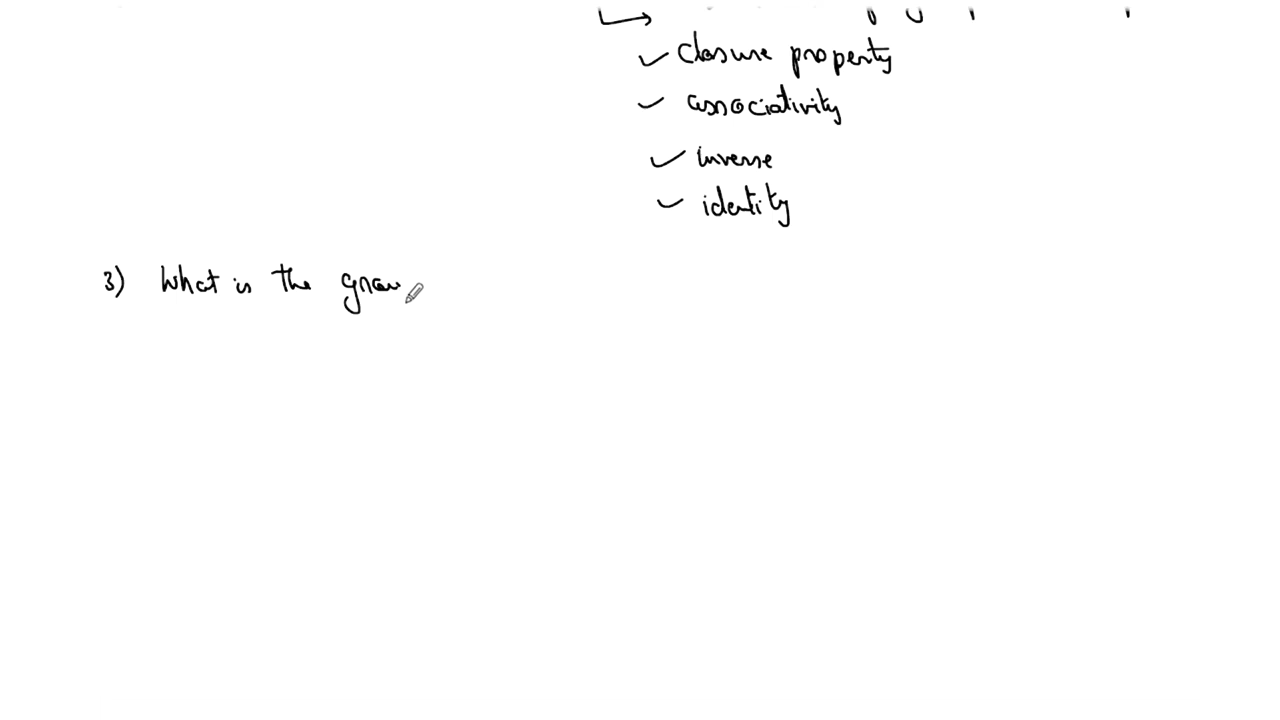 closure property
associativity
inverse
identity
3) What is the